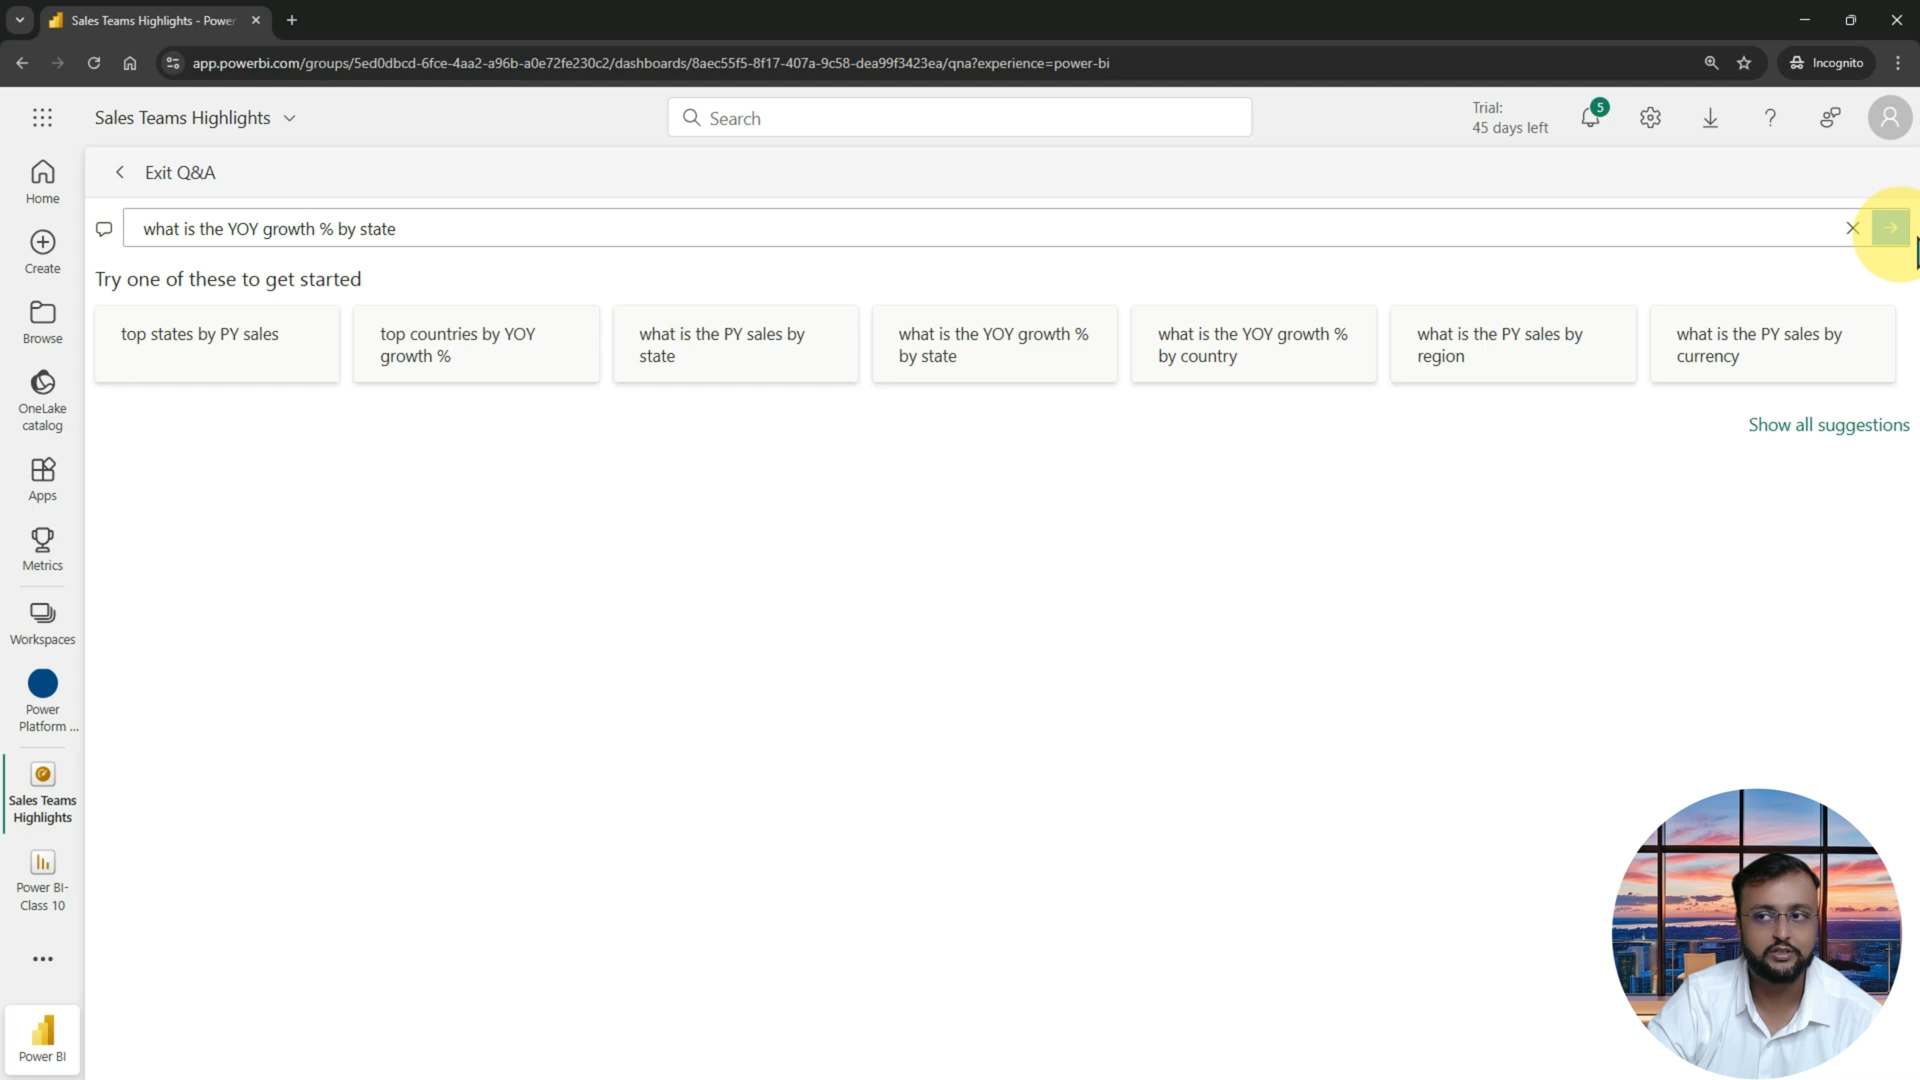 Sales Teams Highlights - Power
Incognito
app.powerbi.com/groups/5ed0dbcd-6fce-4aa2-a96b-a0e72fe230c2/dashboards/8aec55f5-8f17-407a-9c58-dea99f3423ea/qna?experience=power-bi
Sales Teams Highlights
Search
Trial:
45 days left
5
Exit Q&A
what is the YOY growth % by state
Try one of these to get started
top states by PY sales
top countries by YOY
growth %
what is the PY sales by
state
what is the YOY growth %
by state
what is the YOY growth %
by country
what is the PY sales by
region
what is the PY sales by
currency
Show all suggestions
Home
Create
Browse
OneLake
catalog
Apps
Metrics
Workspaces
Power
Platform ...
Sales Teams
Highlights
Power BI-
Class 10
Power BI